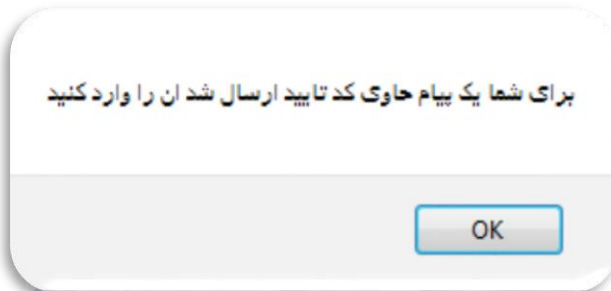 برای شما یک پیام حاوی کد تایید ارسال شد ان را وارد کنید
OK